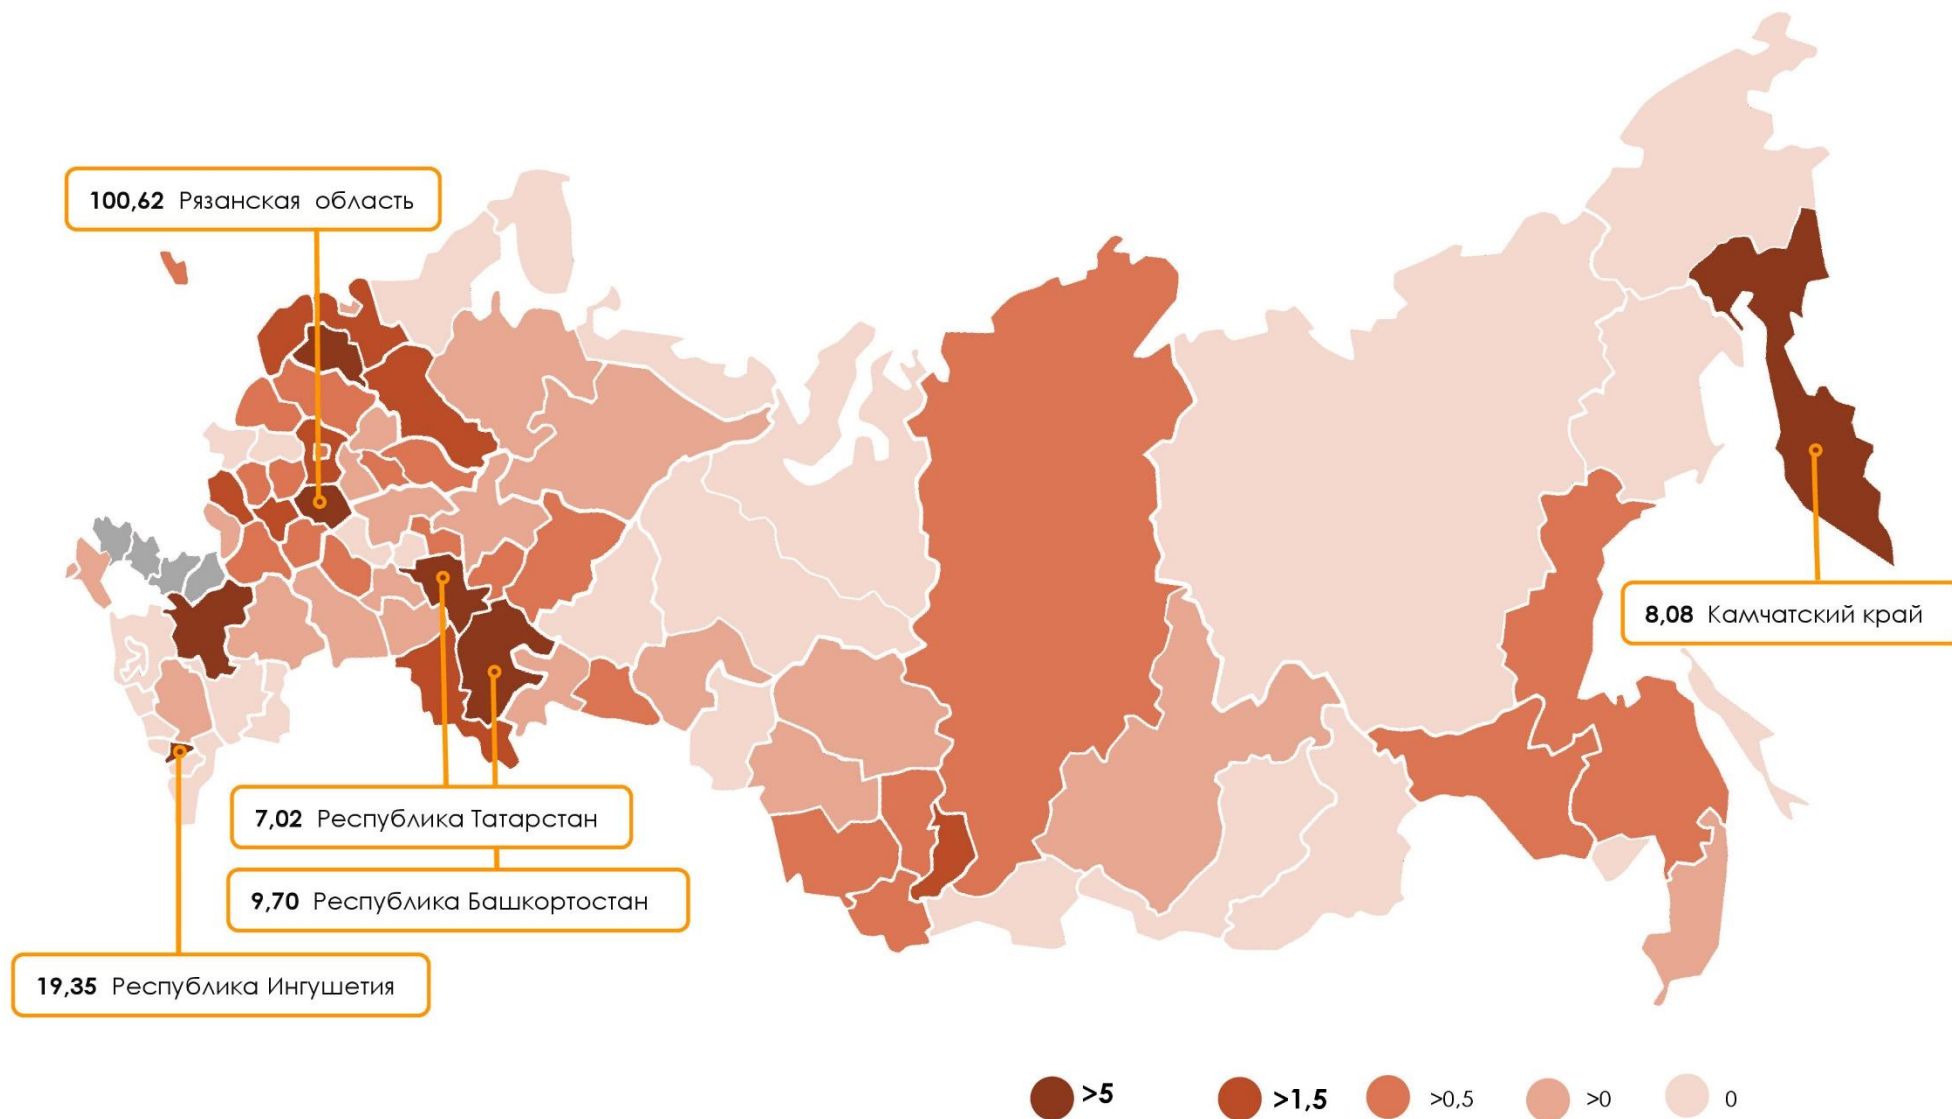 100,62 Рязанская область
8,08 Камчатский край
7,02 Республика Татарстан
9,70 Республика Башкортостан
19,35 Республика Ингушетия
>5 >1,5 >0,5 >0 0